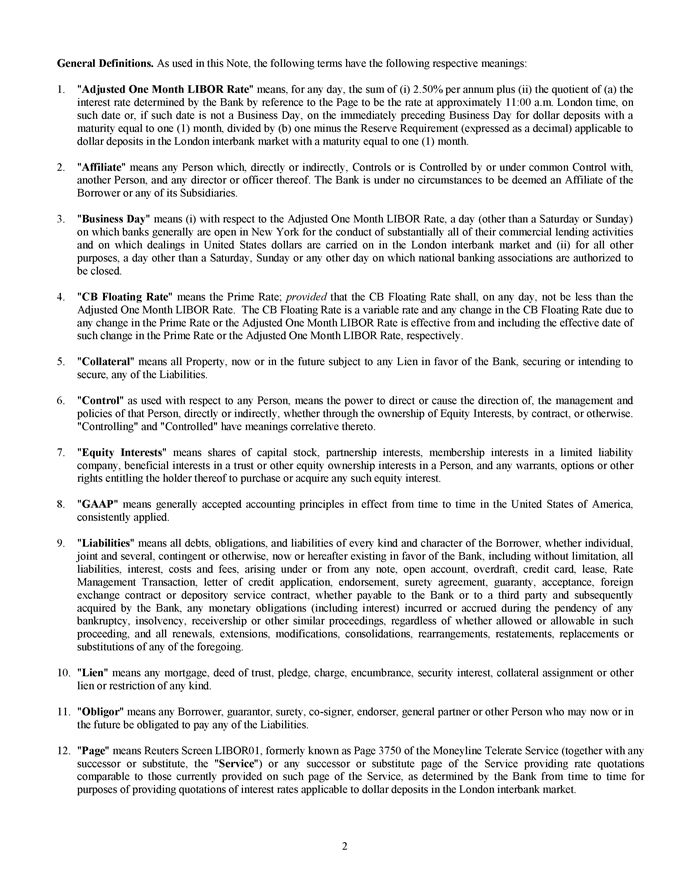 General Definitions. As used in this Note, the following terms have the following respective meanings:
1. "Adjusted One Month LIBOR Rate" means, for any day, the sum of (i) 2.50% per annum plus (ii) the quotient of (a) the
interest rate determined by the Bank by reference to the Page to be the rate at approximately 11:00 a.m. London time, on
such date or, if such date is not a Business Day, on the immediately preceding Business Day for dollar deposits with a
maturity equal to one (1) month, divided by (b) one minus the Reserve Requirement (expressed as a decimal) applicable to
dollar deposits in the London interbank market with a maturity equal to one (1) month.
2. "Affiliate" means any Person which, directly or indirectly, Controls or is Controlled by or under common Control with,
another Person, and any director or officer thereof. The Bank is under no circumstances to be deemed an Affiliate of the
Borrower or any of its Subsidiaries.
3. "Business Day" means (i) with respect to the Adjusted One Month LIBOR Rate, a day (other than a Saturday or Sunday)
on which banks generally are open in New York for the conduct of substantially all of their commercial lending activities
and on which dealings in United States dollars are carried on in the London interbank market and (ii) for all other
purposes, a day other than a Saturday, Sunday or any other day on which national banking associations are authorized to
be closed.
4. "CB Floating Rate" means the Prime Rate; provided that the CB Floating Rate shall, on any day, not be less than the
Adjusted One Month LIBOR Rate. The CB Floating Rate is a variable rate and any change in the CB Floating Rate due to
any change in the Prime Rate or the Adjusted One Month LIBOR Rate is effective from and including the effective date of
such change in the Prime Rate or the Adjusted One Month LIBOR Rate, respectively.
5. "Collateral" means all Property, now or in the future subject to any Lien in favor of the Bank, securing or intending to
secure, any of the Liabilities.
6. "Control" as used with respect to any Person, means the power to direct or cause the direction of, the management and
policies of that Person, directly or indirectly, whether through the ownership of Equity Interests, by contract, or otherwise.
"Controlling" and "Controlled" have meanings correlative thereto.
7. "Equity Interests" means shares of capital stock, partnership interests, membership interests in a limited liability
company, beneficial interests in a trust or other equity ownership interests in a Person, and any warrants, options or other
rights entitling the holder thereof to purchase or acquire any such equity interest.
8. "GAAP" means generally accepted accounting principles in effect from time to time in the United States of America,
consistently applied.
9. "Liabilities" means all debts, obligations, and liabilities of every kind and character of the Borrower, whether individual,
joint and several, contingent or otherwise, now or hereafter existing in favor of the Bank, including without limitation, all
liabilities, interest, costs and fees, arising under or from any note, open account, overdraft, credit card, lease, Rate
Management Transaction, letter of credit application, endorsement, surety agreement, guaranty, acceptance, foreign
exchange contract or depository service contract, whether payable to the Bank or to a third party and subsequently
acquired by the Bank, any monetary obligations (including interest) incurred or accrued during the pendency of any
bankruptcy, insolvency, receivership or other similar proceedings, regardless of whether allowed or allowable in such
proceeding, and all renewals, extensions, modifications, consolidations, rearrangements, restatements, replacements or
substitutions of any of the foregoing.
10. "Lien" means any mortgage, deed of trust, pledge, charge, encumbrance, security interest, collateral assignment or other
lien or restriction of any kind.
11. "Obligor" means any Borrower, guarantor, surety, co-signer, endorser, general partner or other Person who may now or in
the future be obligated to pay any of the Liabilities.
12. "Page" means Reuters Screen LIBOR01, formerly known as Page 3750 of the Moneyline Telerate Service (together with any
successor or substitute, the "Service") or any successor or substitute page of the Service providing rate quotations
comparable to those currently provided on such page of the Service, as determined by the Bank from time to time for
purposes of providing quotations of interest rates applicable to dollar deposits in the London interbank market.
2